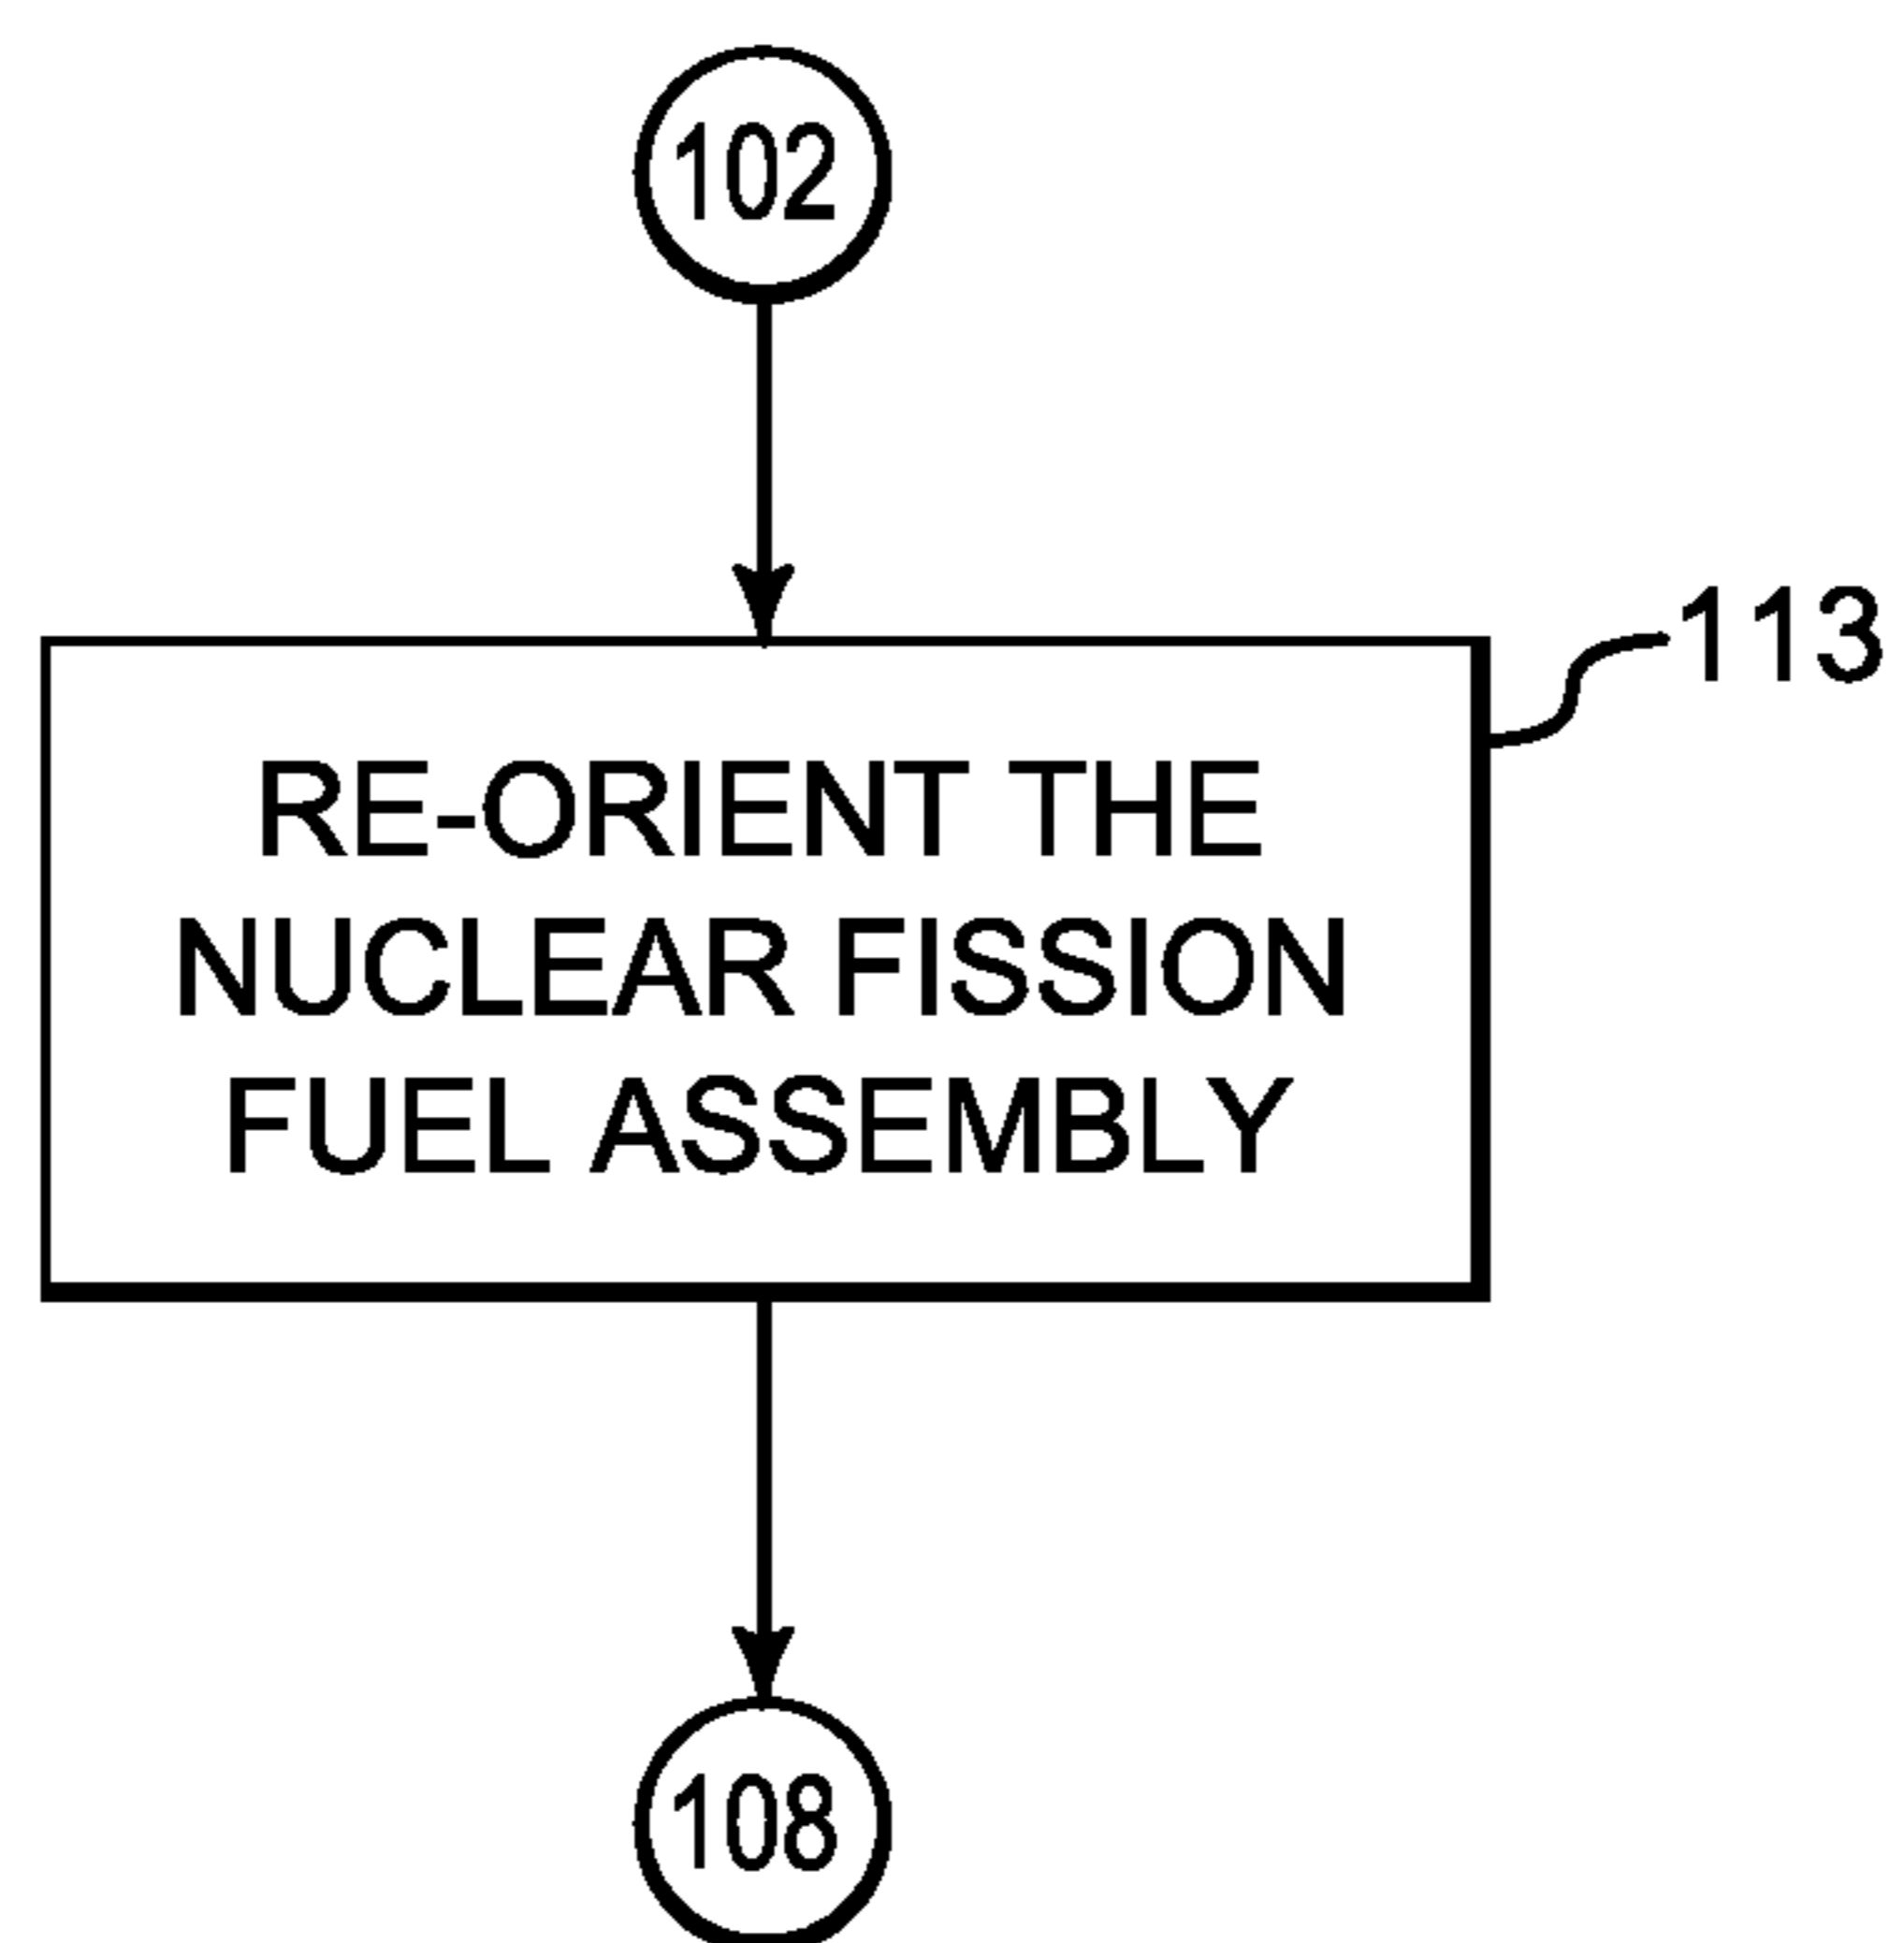 102
113
RE-ORIENT THE
NUCLEAR FISSION
FUEL ASSEMBLY
108